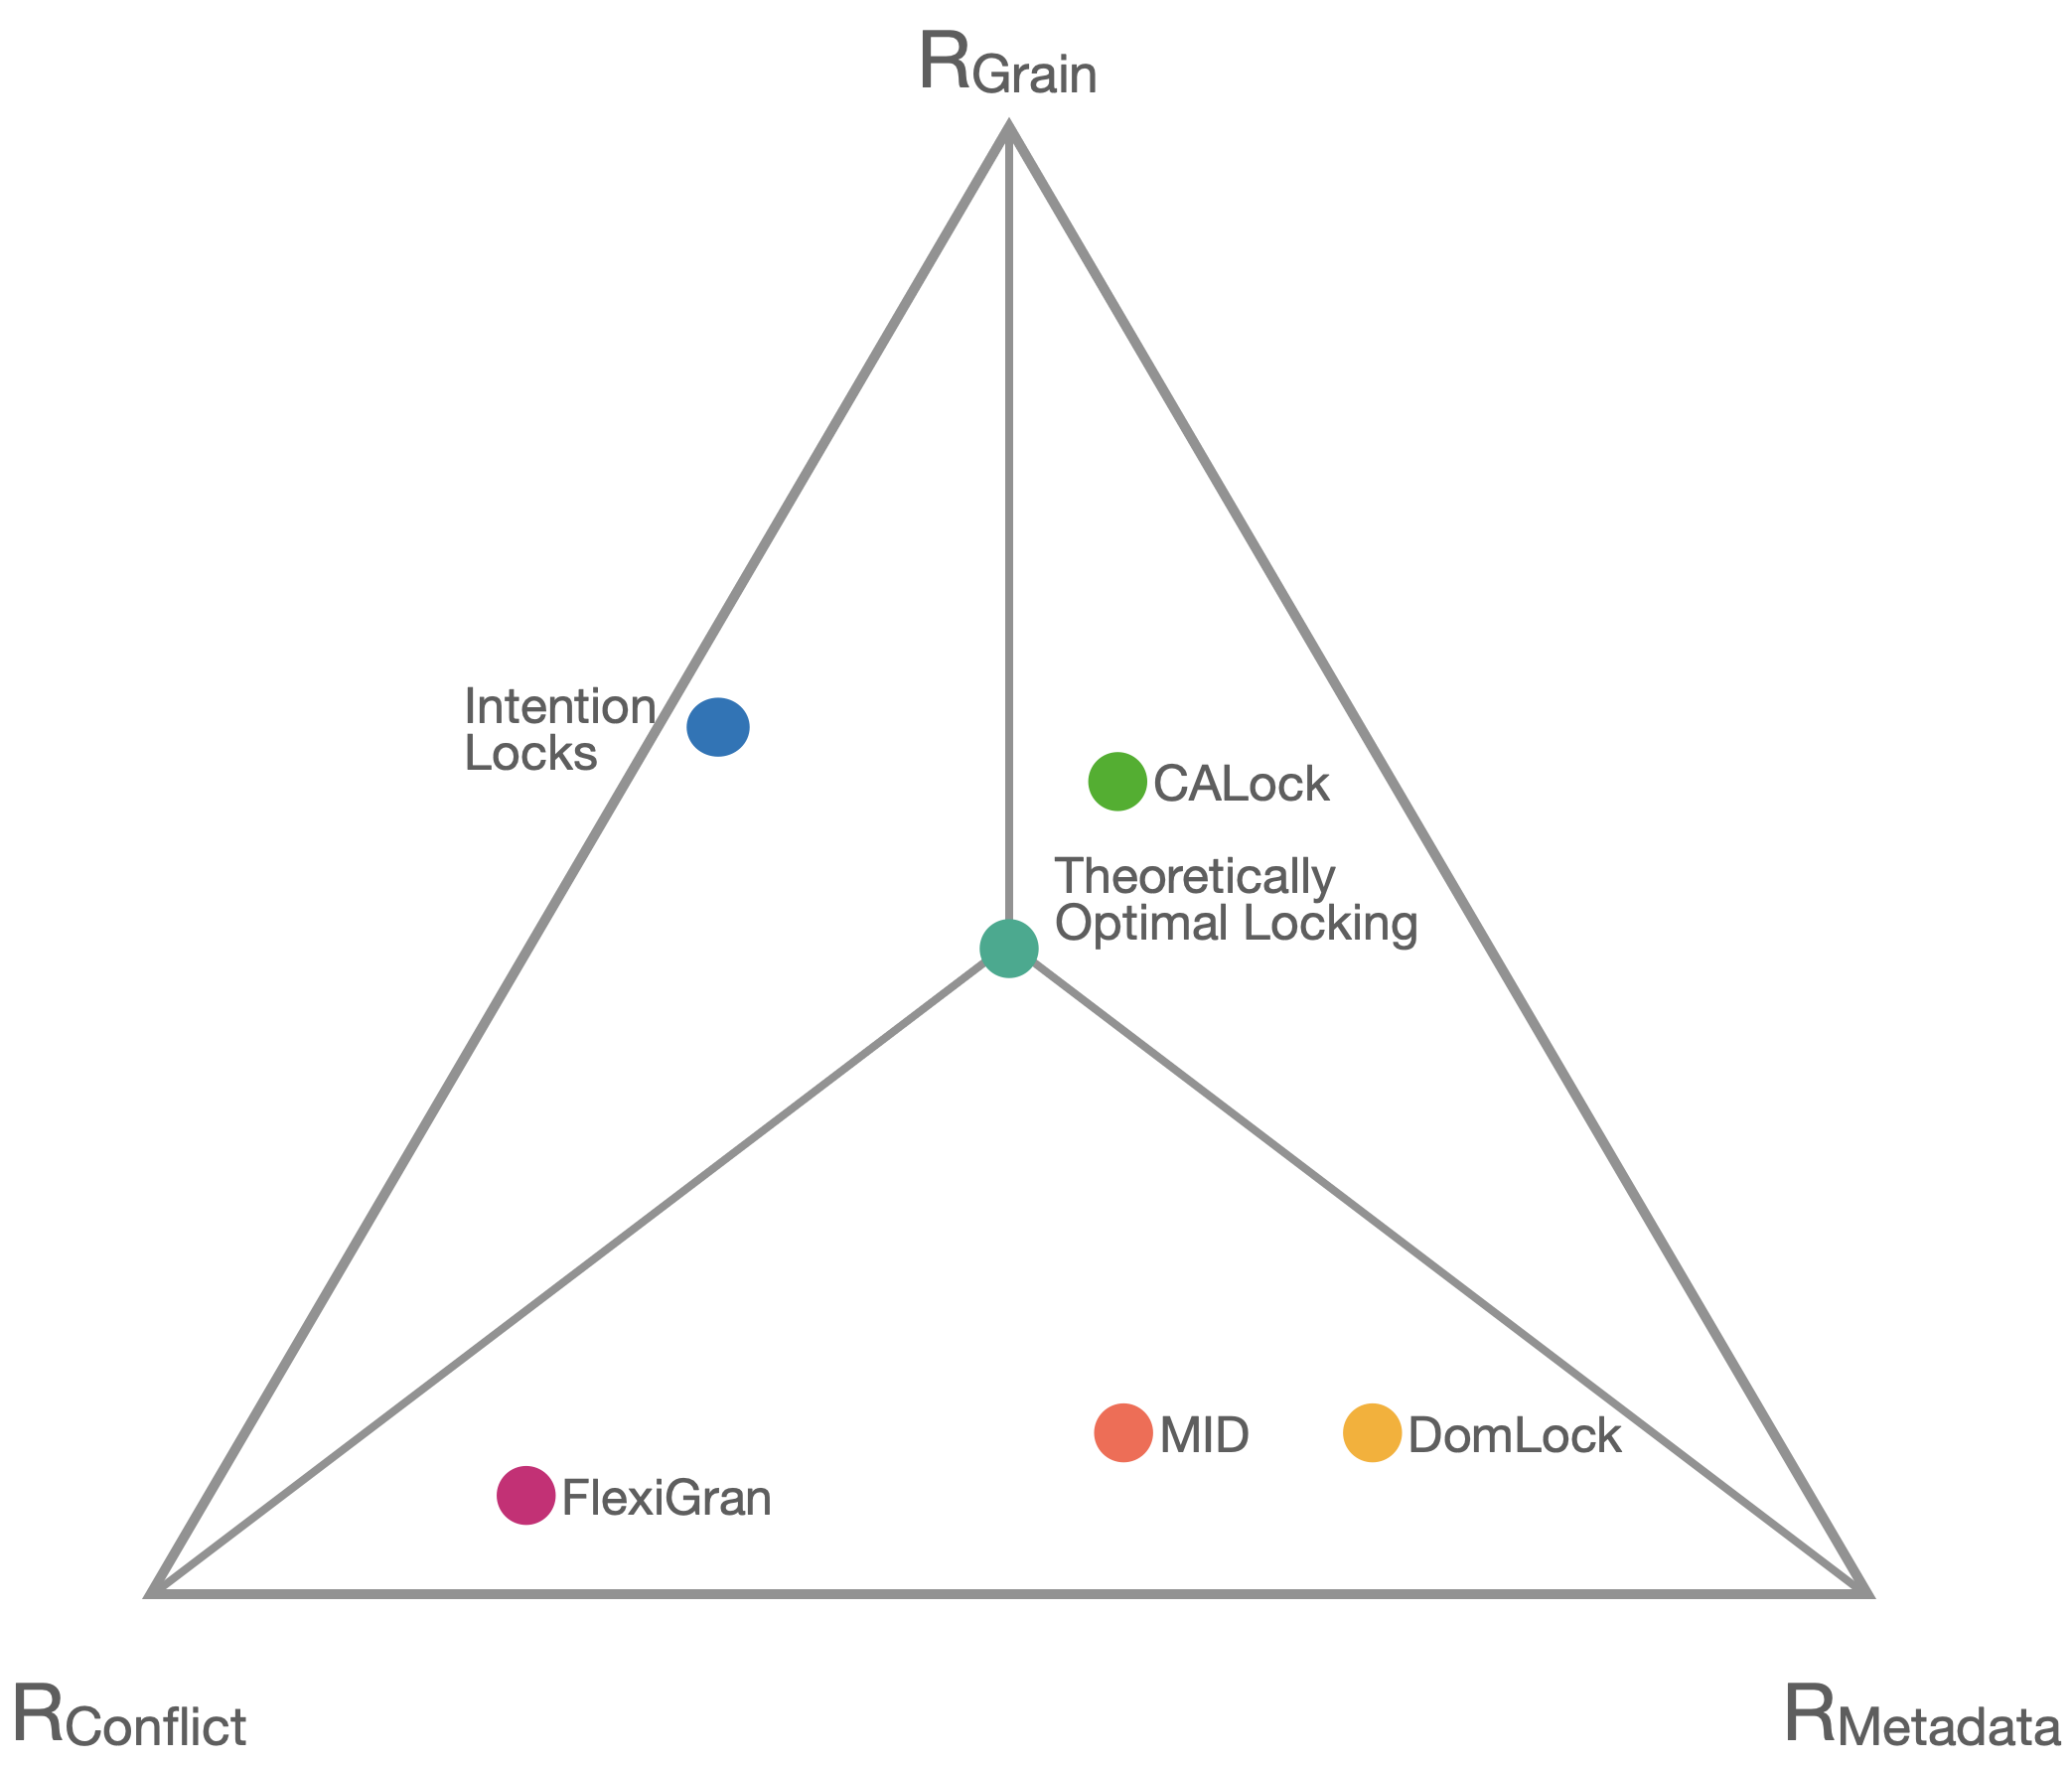 RGrain
Intention
Locks
CALock
Theoretically
Optimal Locking
MID
DomLock
FlexiGran
RConflict
RMetadata